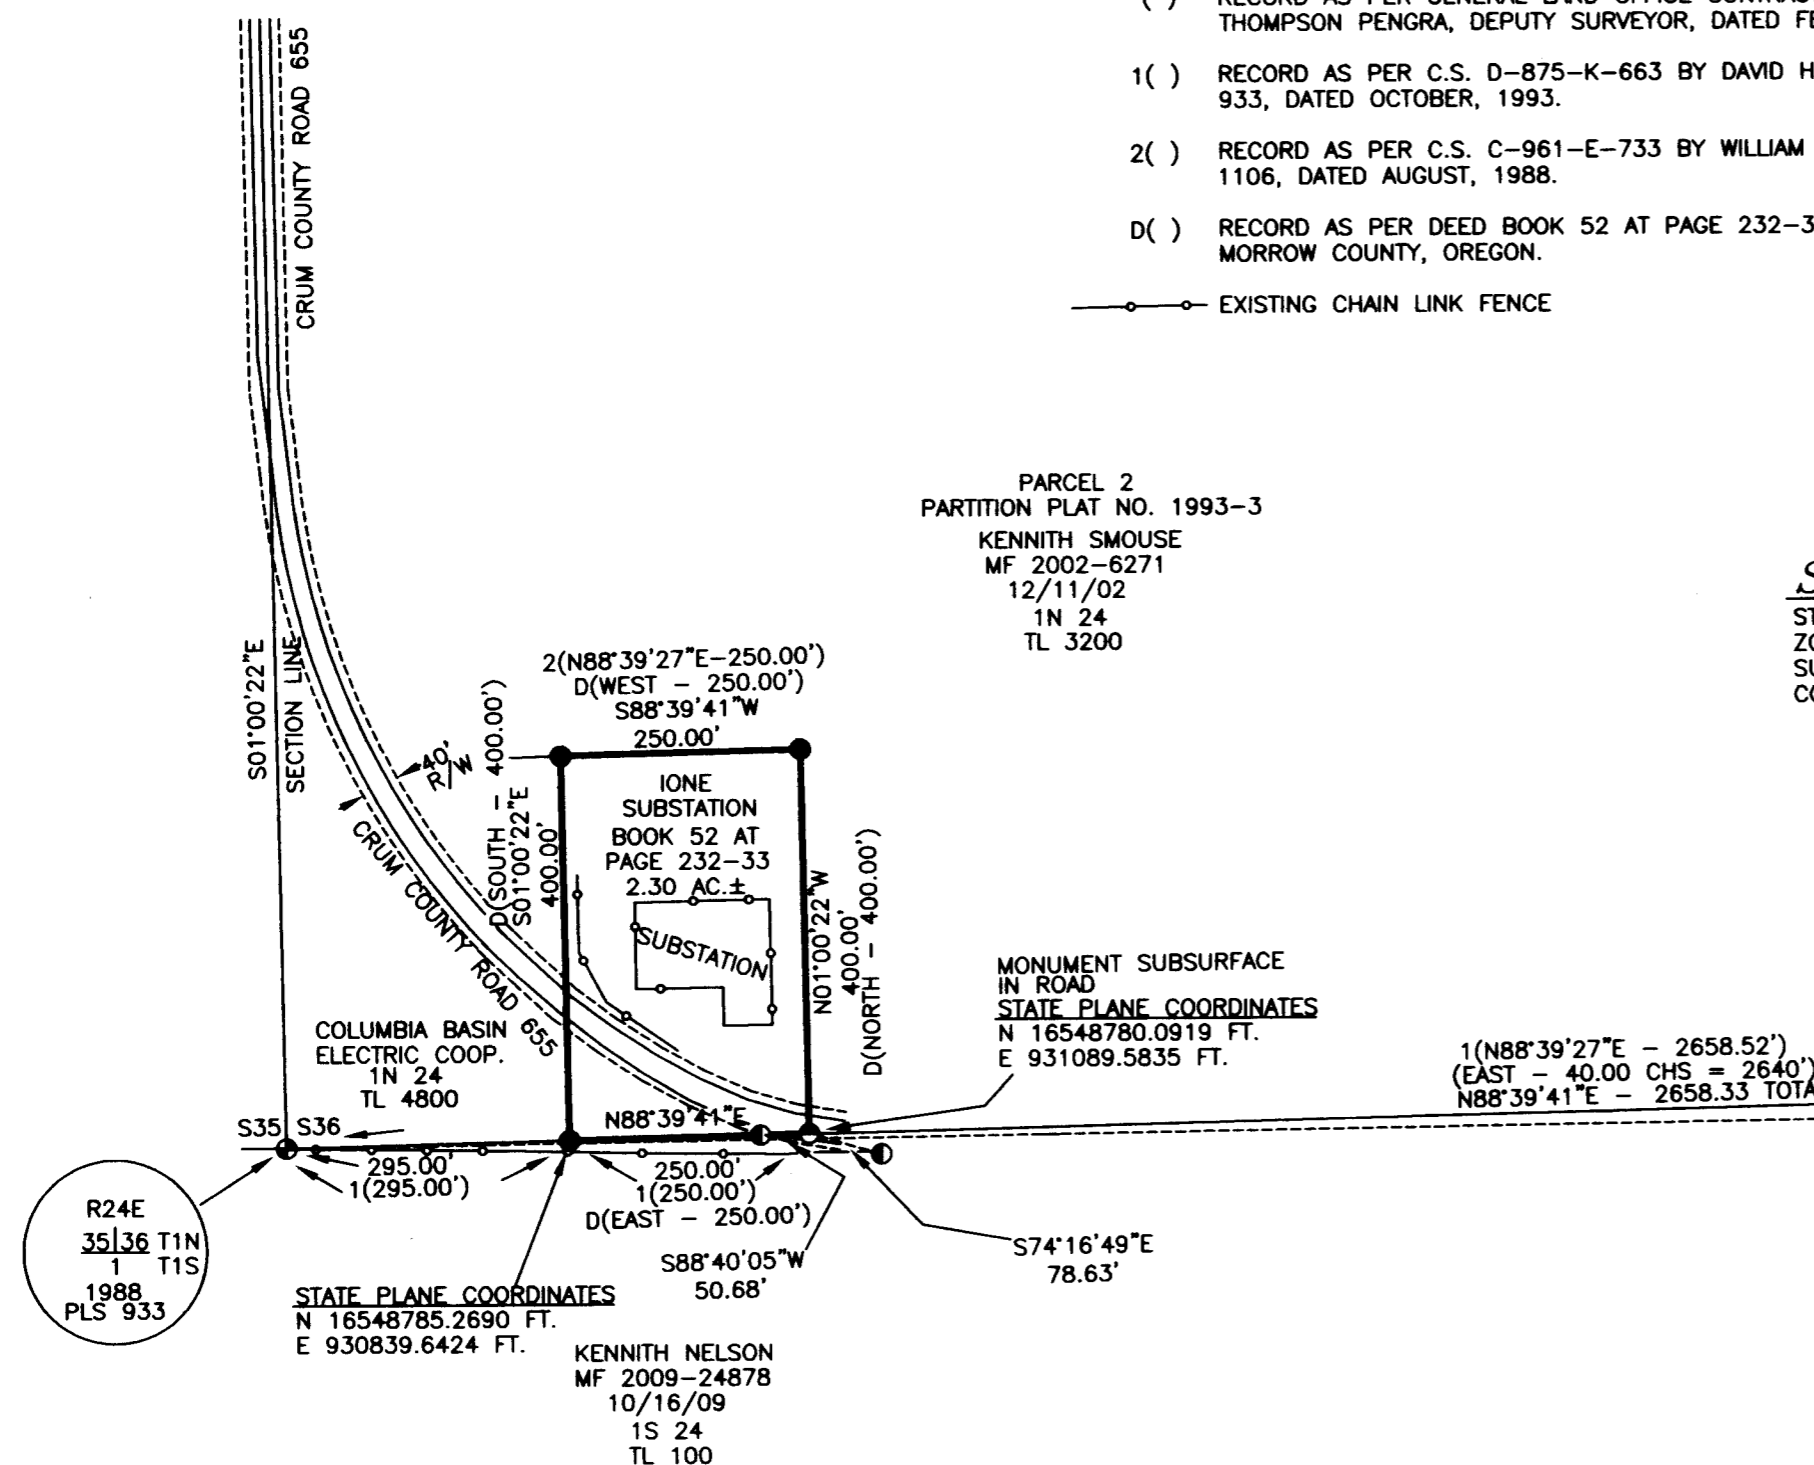 THOMPSON PENGRA, DEPUTY SURVEYOR, DATED
1( ) RECORD AS PER C.S. D-875-K-663 BY DAVID H
933, DATED OCTOBER, 1993.
2( ) RECORD AS PER C.S. C-961-E-733 BY WILLIAM
1106, DATED AUGUST, 1988.
D( ) RECORD AS PER DEED BOOK 52 AT PAGE 232-3
MORROW COUNTY, OREGON.
EXISTING CHAIN LINK FENCE
CRUM COUNTY ROAD 655
PARCEL 2
PARTITION PLAT NO. 1993-3
KENNITH SMOUSE
MF 2002-6271
12/11/02
1N 24
TL 3200
S01°00'22"E
SECTION LINE
40'
R/W
CRUM COUNTY ROAD 655
2(N88°39'27"E-250.00')
D(WEST - 250.00')
S88°39'41"W
250.00'
D(SOUTH - 400.00')
S01°00'22"E
400.00'
IONE
SUBSTATION
BOOK 52 AT
PAGE 232-33
2.30 AC.±
SUBSTATION
N01°00'22"W
400.00'
D(NORTH - 400.00')
MONUMENT SUBSURFACE
IN ROAD
STATE PLANE COORDINATES
N 16548780.0919 FT.
E 931089.5835 FT.
1(N88°39'27"E - 2658.52')
(EAST - 40.00 CHS = 2640')
N88°39'41"E - 2658.33 TOTA
COLUMBIA BASIN
ELECTRIC COOP.
1N 24
TL 4800
S35 S36
N88°39'41"E
295.00'
1(295.00')
250.00'
1(250.00')
D(EAST - 250.00')
S88°40'05"W
50.68'
S74°16'49"E
78.63'
R24E
35|36 T1N
1 T1S
1988
PLS 933
STATE PLANE COORDINATES
N 16548785.2690 FT.
E 930839.6424 FT.
KENNITH NELSON
MF 2009-24878
10/16/09
1S 24
TL 100